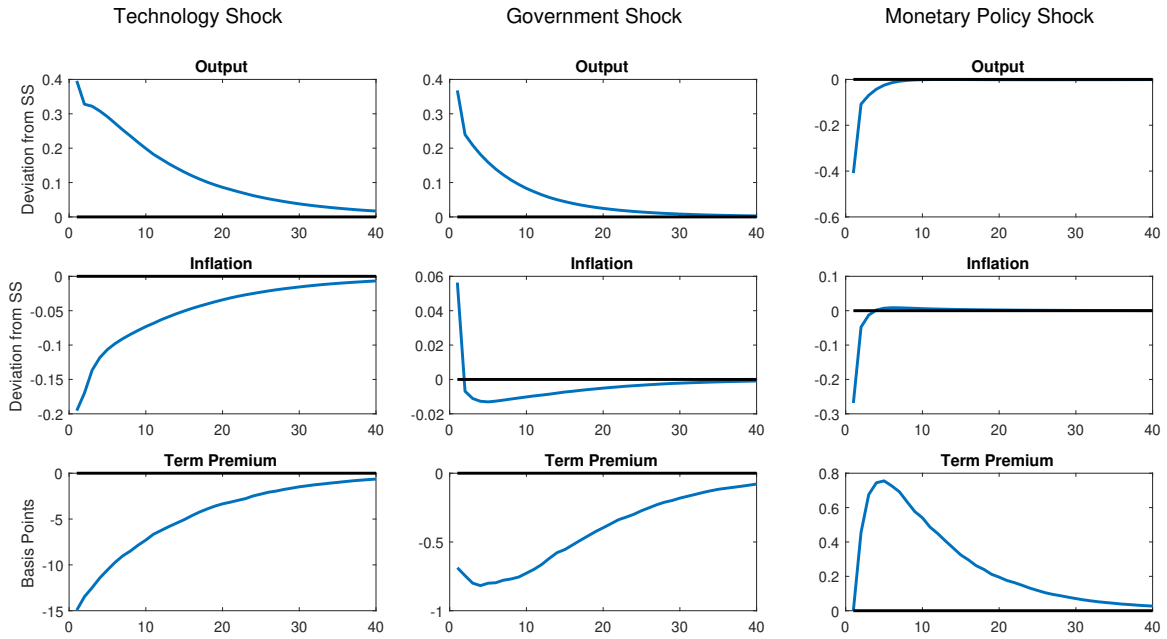 Technology Shock Government Shock Monetary Policy Shock
Output Output Output
Deviation from SS
0.4 0.4 0
0.3 0.3
0.2 0.2 -0.2
0.1 0.1 -0.4
0 0 -0.6
0 10 20 30 40 0 10 20 30 40 0 10 20 30 40
Inflation Inflation Inflation
Deviation from SS
0 0.06 0.1
-0.05 0.04 0
-0.1 0.02 -0.1
-0.15 0 -0.2
-0.2 -0.02 -0.3
0 10 20 30 40 0 10 20 30 40 0 10 20 30 40
Term Premium Term Premium Term Premium
Basis Points
0 0 0.8
-5 -0.5 0.6
-10 0.4
0.2
-15 -1 0
0 10 20 30 40 0 10 20 30 40 0 10 20 30 40